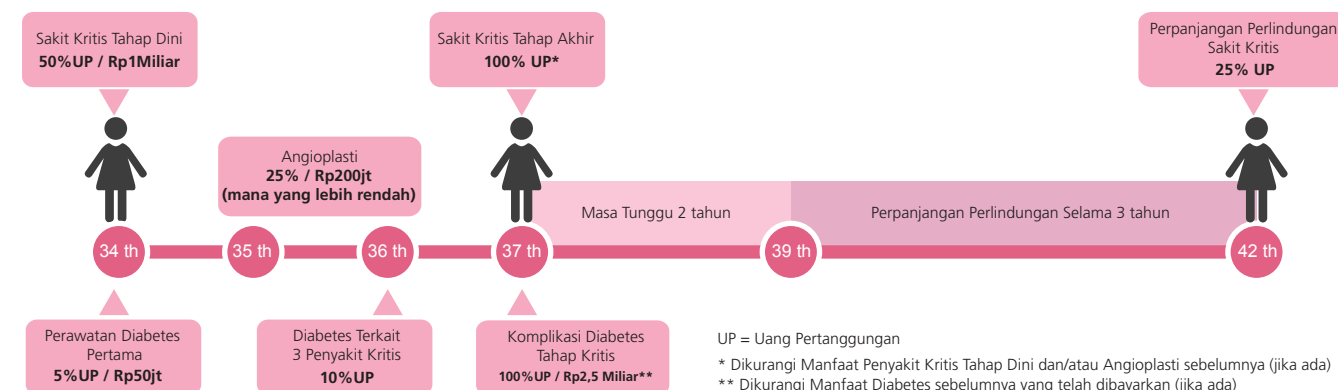 Sakit Kritis Tahap Dini
50%UP / Rp1Miliar
Sakit Kritis Tahap Akhir
100% UP*
Perpanjangan Perlindungan
Sakit Kritis
25% UP
Angioplasti
25% / Rp200jt
(mana yang lebih rendah)
Masa Tunggu 2 tahun
Perpanjangan Perlindungan Selama 3 tahun
34 th
35 th
36 th
37 th
39 th
42 th
Perawatan Diabetes
Pertama
5%UP / Rp50jt
Diabetes Terkait
3 Penyakit Kritis
10%UP
Komplikasi Diabetes
Tahap Kritis
100%UP / Rp2,5 Miliar**
UP = Uang Pertanggungan
* Dikurangi Manfaat Penyakit Kritis Tahap Dini dan/atau Angioplasti sebelumnya (jika ada)
** Dikurangi Manfaat Diabetes sebelumnya yang telah dibayarkan (jika ada)